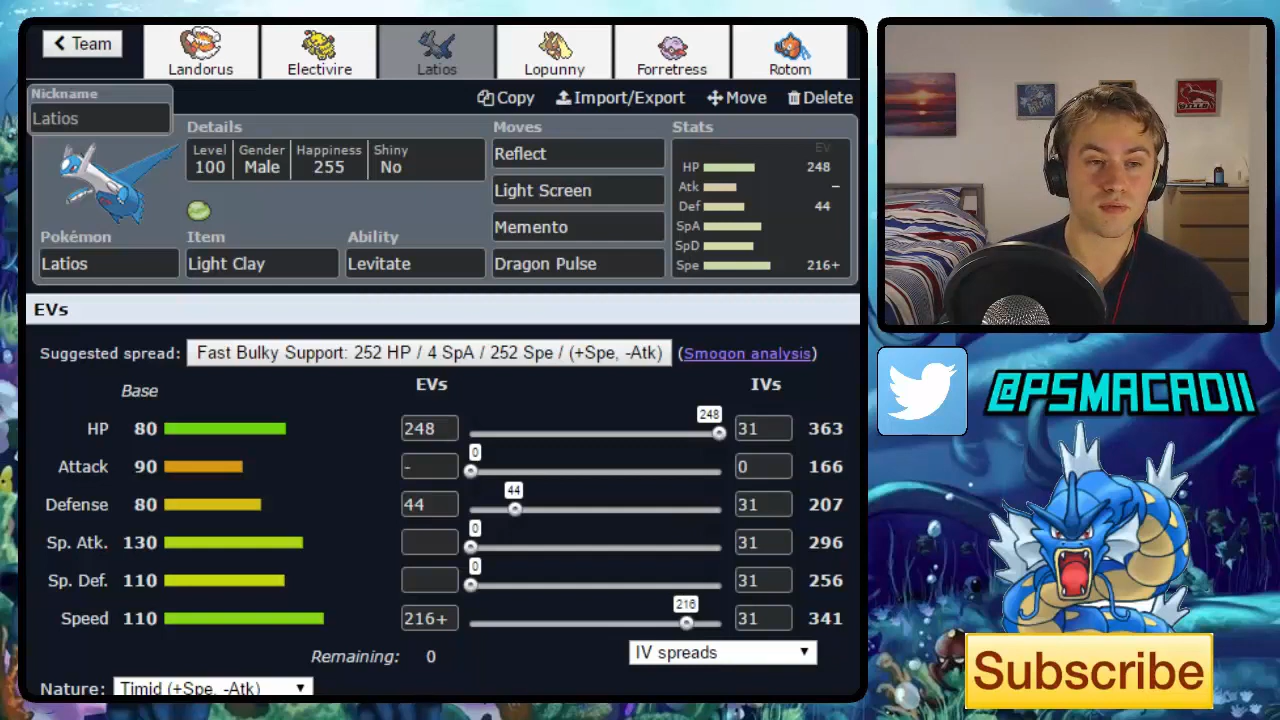 Team
Landorus
Electivire
Latios
Lopunny
Forretress
Rotom
Copy Import/Export Move Delete
Nickname
Latios
Details
Level Gender Happiness Shiny
100 Male 255 No
Pokémon
Latios
Item
Light Clay
Ability
Levitate
Moves
Reflect
Light Screen
Memento
Dragon Pulse
Stats
EV
HP 248
Atk –
Def 44
SpA
SpD
Spe 216+
EVs
Suggested spread: Fast Bulky Support: 252 HP / 4 SpA / 252 Spe / (+Spe, -Atk) (Smogon analysis)
Base EVs IVs
HP 80 248 248 31 363
Attack 90 - 0 0 166
Defense 80 44 44 31 207
Sp. Atk. 130 0 31 296
Sp. Def. 110 0 31 256
Speed 110 216+ 216 31 341
Remaining: 0 IV spreads
Nature: Timid (+Spe, -Atk)
@PSMACADII
Subscribe